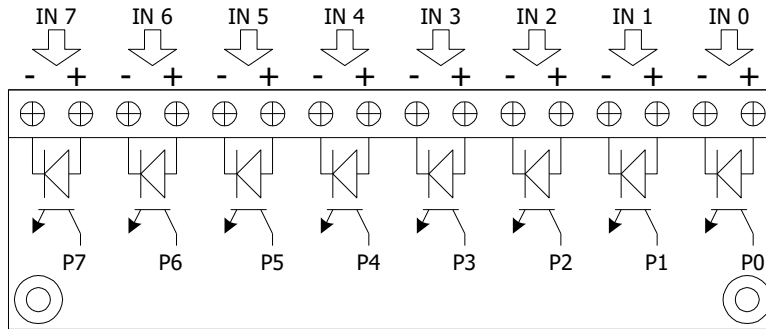 IN 7 IN 6 IN 5 IN 4 IN 3 IN 2 IN 1 IN 0
- + - + - + - + - + - + - + - +
P7 P6 P5 P4 P3 P2 P1 P0